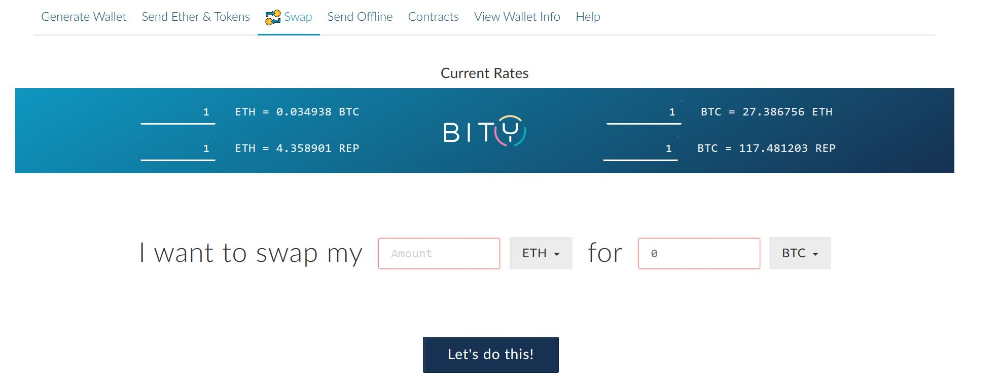 Generate Wallet Send Ether & Tokens Swap Send Offline Contracts View Wallet Info Help
Current Rates
1 ETH = 0.034938 BTC
1 ETH = 4.358901 REP
BITY
1 BTC = 27.386756 ETH
1 BTC = 117.481203 REP
I want to swap my Amount ETH for 0 BTC
Let's do this!